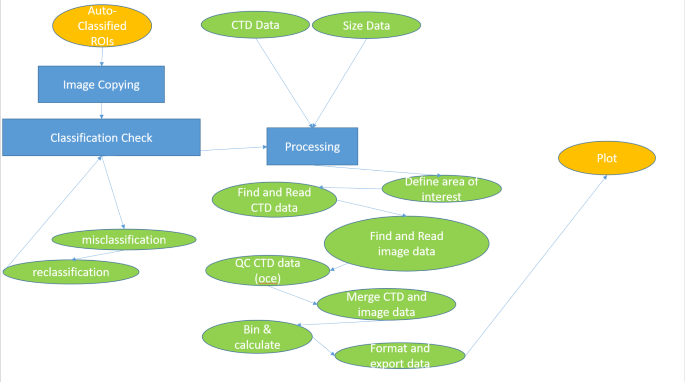 Auto-
Classified
ROIs
CTD Data
Size Data
Image Copying
Classification Check
Processing
Plot
Define area of
interest
Find and Read
CTD data
misclassification
Find and Read
image data
reclassification
QC CTD data
(oce)
Merge CTD and
image data
Bin &
calculate
Format and
export data